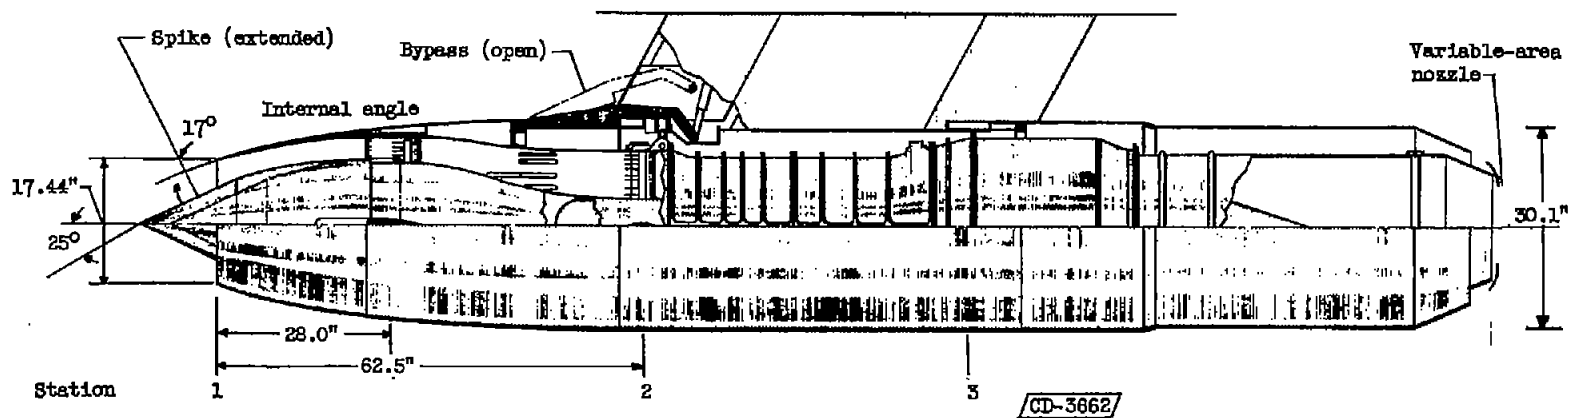 Spike (extended)
Bypass (open)
Variable-area
nozzle
Internal angle
17°
17.44"
25°
30.1"
28.0"
62.5"
Station
1
2
3
CD-3662